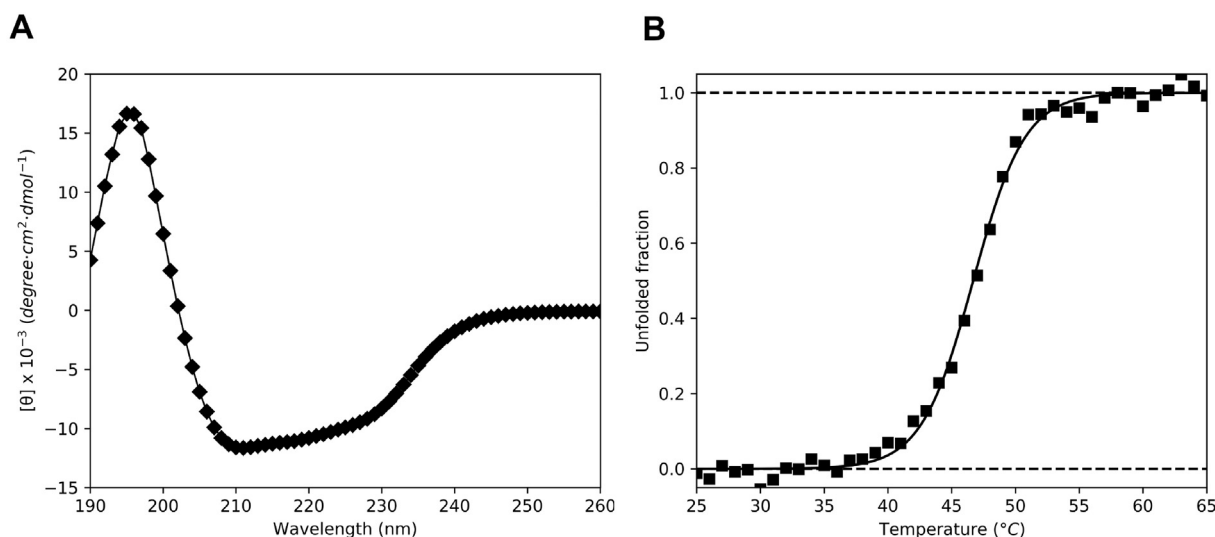 A
B
20
15
10
5
0
−5
−10
−15
[θ] x 10⁻³ (degree·cm²·dmol⁻¹)
190 200 210 220 230 240 250 260
Wavelength (nm)
1.0
0.8
0.6
0.4
0.2
0.0
Unfolded fraction
25 30 35 40 45 50 55 60 65
Temperature (°C)